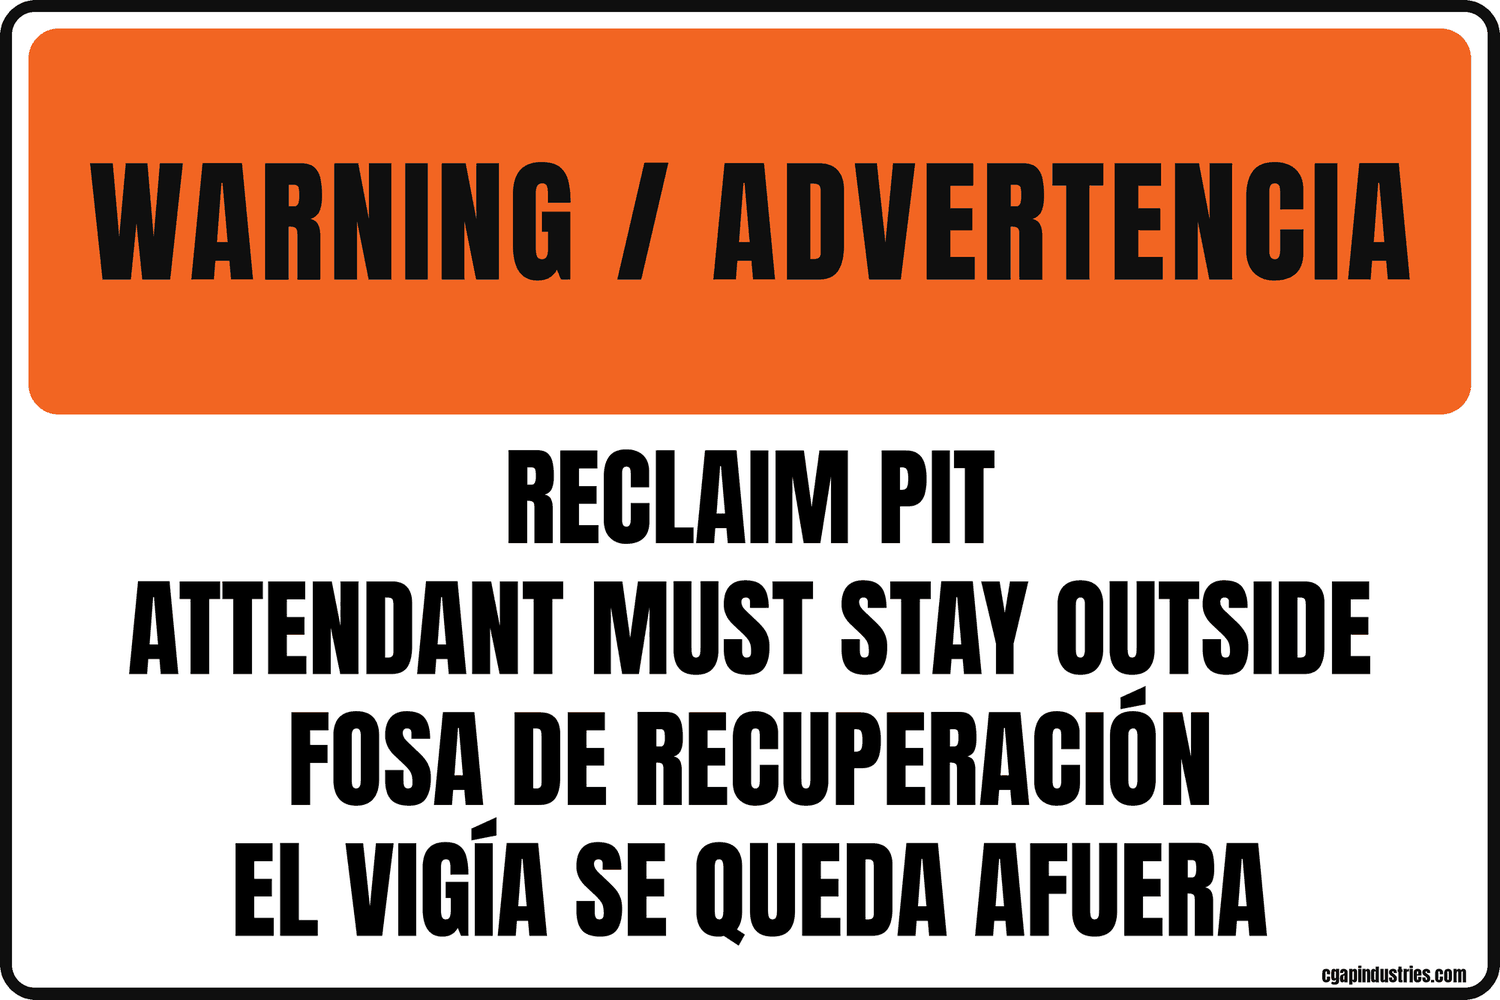 WARNING / ADVERTENCIA
RECLAIM PIT
ATTENDANT MUST STAY OUTSIDE
FOSA DE RECUPERACIÓN
EL VIGÍA SE QUEDA AFUERA
cgapindustries.com